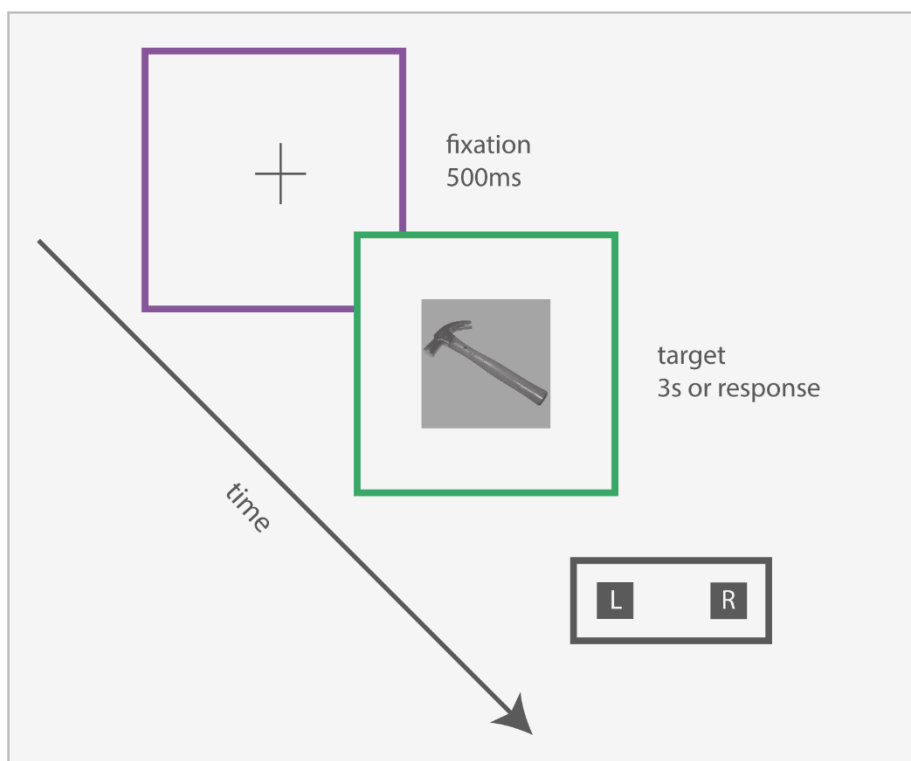 fixation
500ms
target
3s or response
time
L R